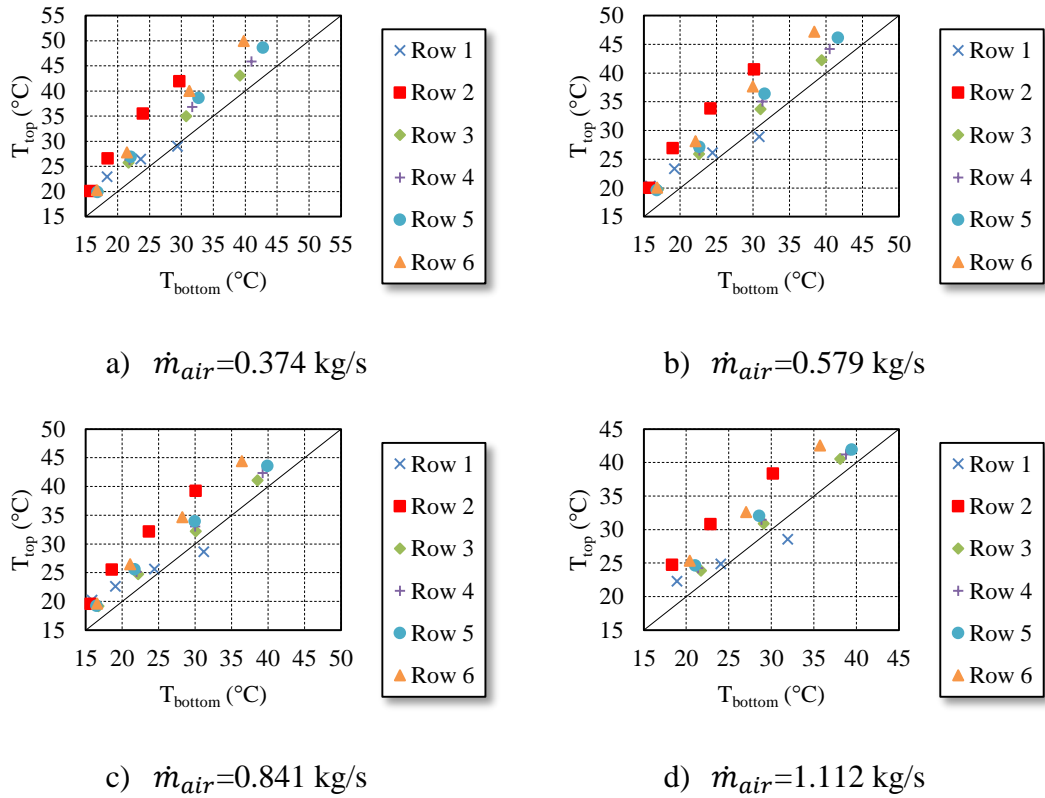 55
50
45
40
35
30
25
20
15
T_top (°C)
15 20 25 30 35 40 45 50 55
T_bottom (°C)
Row 1
Row 2
Row 3
Row 4
Row 5
Row 6
a) ṁ_air=0.374 kg/s
50
45
40
35
30
25
20
15
T_top (°C)
15 20 25 30 35 40 45 50
T_bottom (°C)
Row 1
Row 2
Row 3
Row 4
Row 5
Row 6
b) ṁ_air=0.579 kg/s
50
45
40
35
30
25
20
15
T_top (°C)
15 20 25 30 35 40 45 50
T_bottom (°C)
Row 1
Row 2
Row 3
Row 4
Row 5
Row 6
c) ṁ_air=0.841 kg/s
45
40
35
30
25
20
15
T_top (°C)
15 20 25 30 35 40 45
T_bottom (°C)
Row 1
Row 2
Row 3
Row 4
Row 5
Row 6
d) ṁ_air=1.112 kg/s